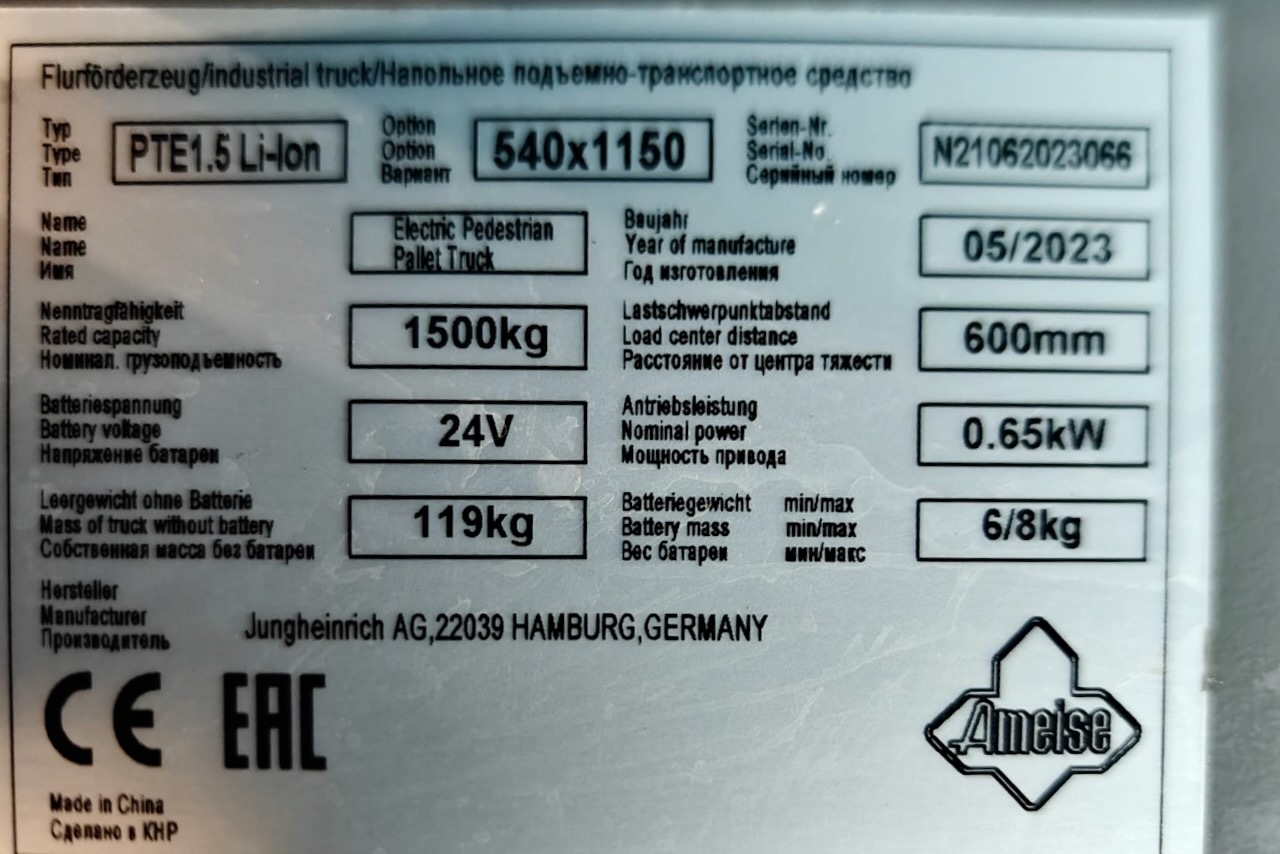 Flurförderzeug/industrial truck/Напольное подъемно-транспортное средство
Typ
Type
Тип
PTE1.5 Li-Ion
Option
Option
Вариант
540x1150
Serien-Nr.
Serial-No.
Серийный номер
N21062023066
Name
Name
Имя
Electric Pedestrian
Pallet Truck
Baujahr
Year of manufacture
Год изготовления
05/2023
Nenntragfähigkeit
Rated capacity
Номинал. грузоподъемность
1500kg
Lastschwerpunktabstand
Load center distance
Расстояние от центра тяжести
600mm
Batteriespannung
Battery voltage
Напряжение батареи
24V
Antriebsleistung
Nominal power
Мощность привода
0.65kW
Leergewicht ohne Batterie
Mass of truck without battery
Собственная масса без батареи
119kg
Batteriegewicht min/max
Battery mass min/max
Вес батареи мин/макс
6/8kg
Hersteller
Manufacturer
Производитель
Jungheinrich AG,22039 HAMBURG,GERMANY
CE EAC
Ameise
Made in China
Сделано в КНР